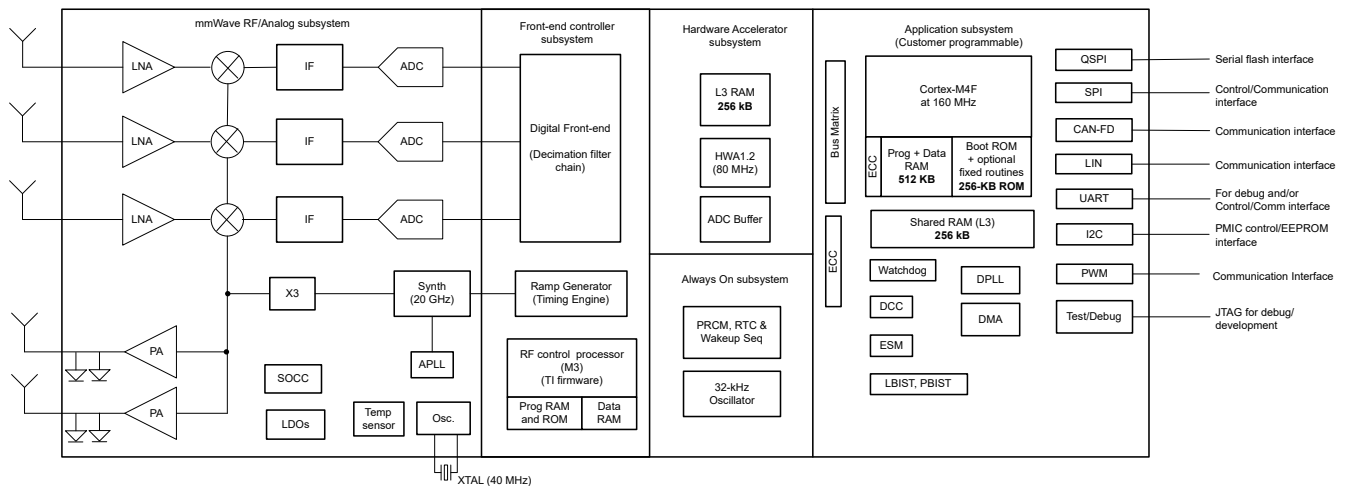 mmWave RF/Analog subsystem
LNA
IF
ADC
LNA
IF
ADC
LNA
IF
ADC
X3
Synth
(20 GHz)
PA
PA
APLL
SOCC
LDOs
Temp
sensor
Osc.
XTAL (40 MHz)
Front-end controller
subsystem
Digital Front-end
(Decimation filter
chain)
Ramp Generator
(Timing Engine)
RF control processor
(M3)
(TI firmware)
Prog RAM
and ROM
Data
RAM
Hardware Accelerator
subsystem
L3 RAM
256 kB
HWA1.2
(80 MHz)
ADC Buffer
Always On subsystem
PRCM, RTC &
Wakeup Seq
32-kHz
Oscillator
Application subsystem
(Customer programmable)
Bus Matrix
Cortex-M4F
at 160 MHz
ECC
Prog + Data
RAM
512 KB
Boot ROM
+ optional
fixed routines
256-KB ROM
ECC
Shared RAM (L3)
256 kB
Watchdog
DPLL
DCC
DMA
ESM
LBIST, PBIST
QSPI
Serial flash interface
SPI
Control/Communication
interface
CAN-FD
Communication interface
LIN
Communication interface
UART
For debug and/or
Control/Comm interface
I2C
PMIC control/EEPROM
interface
PWM
Communication Interface
Test/Debug
JTAG for debug/
development